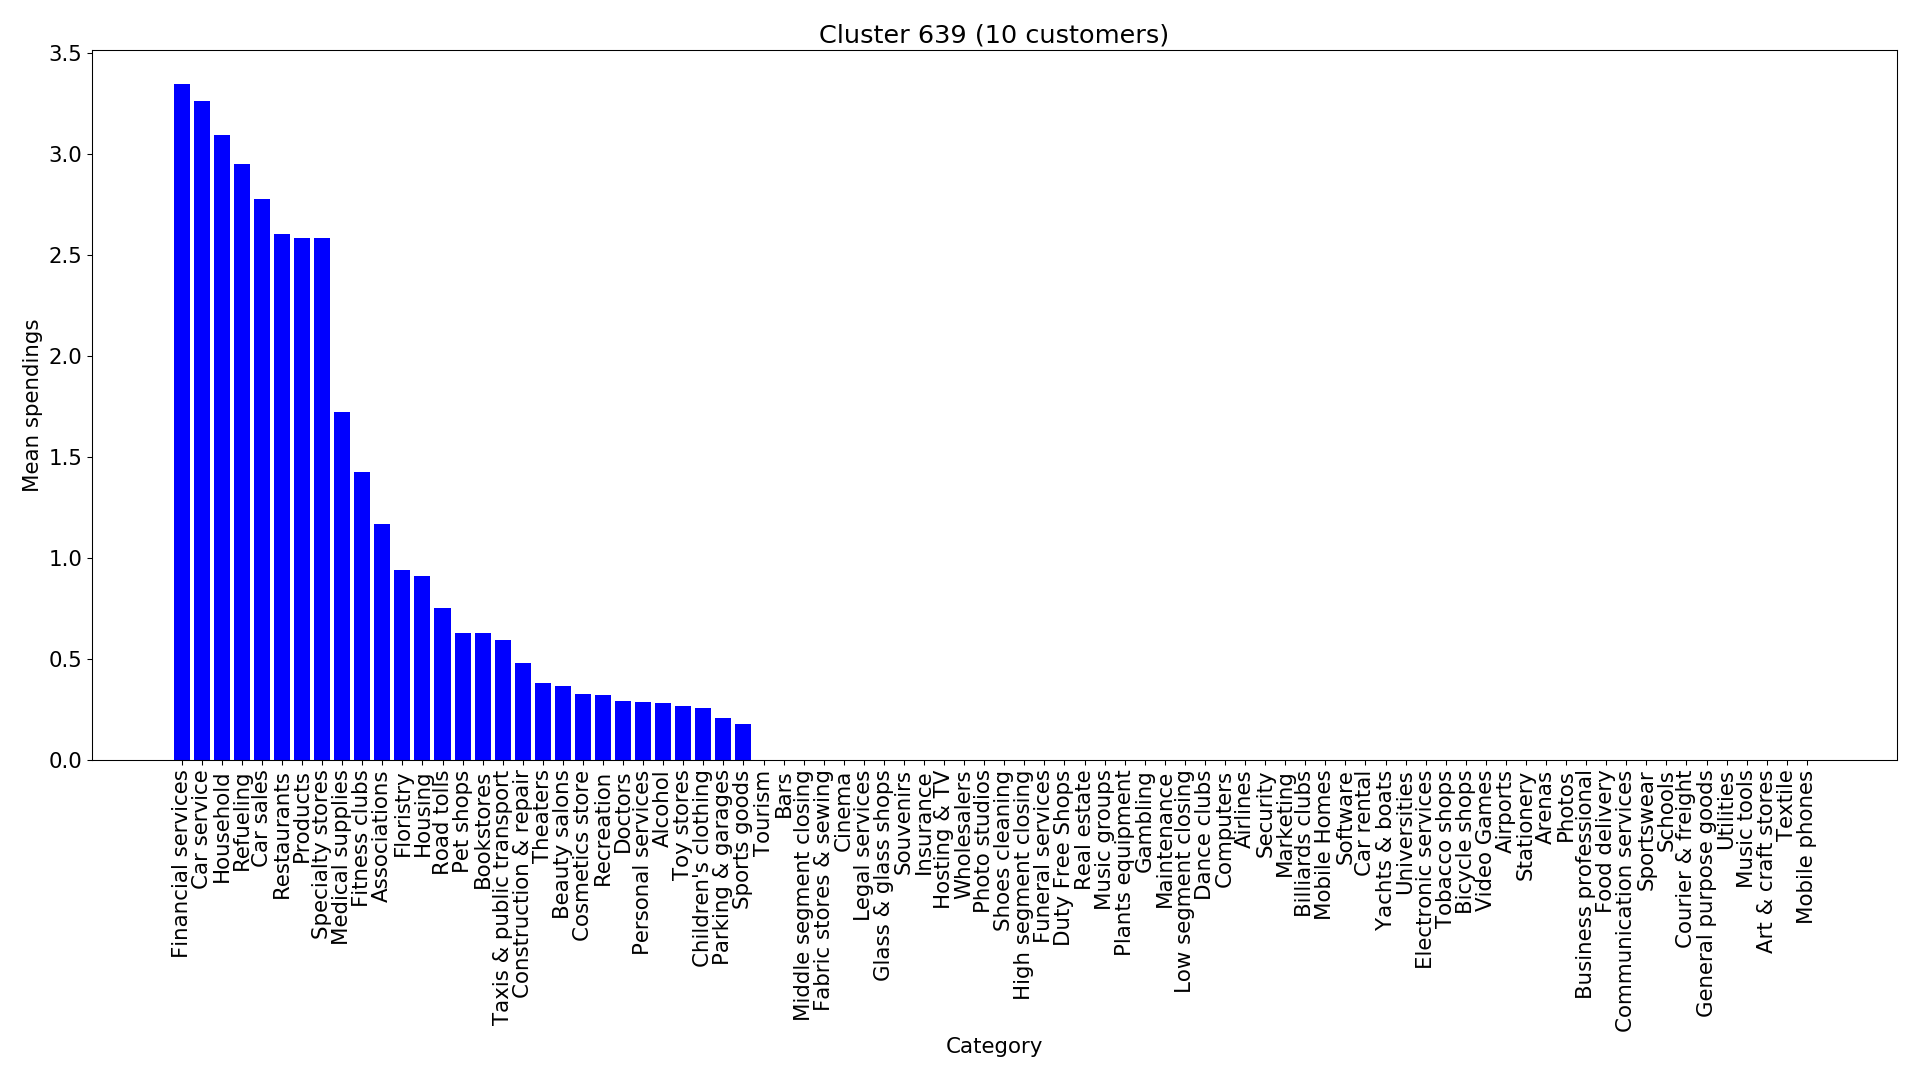 Cluster 639 (10 customers)
Mean spendings
3.5
3.0
2.5
2.0
1.5
1.0
0.5
0.0
Financial services
Car service
Household
Refueling
Car sales
Restaurants
Products
Specialty stores
Medical supplies
Fitness clubs
Associations
Floristry
Housing
Road tolls
Pet shops
Bookstores
Taxis & public transport
Construction & repair
Theaters
Beauty salons
Cosmetics store
Recreation
Doctors
Personal services
Alcohol
Toy stores
Children's clothing
Parking & garages
Sports goods
Tourism
Bars
Middle segment closing
Fabric stores & sewing
Cinema
Legal services
Glass & glass shops
Souvenirs
Insurance
Hosting & TV
Wholesalers
Photo studios
Shoes cleaning
High segment closing
Funeral services
Duty Free Shops
Real estate
Music groups
Plants equipment
Gambling
Maintenance
Low segment closing
Dance clubs
Computers
Airlines
Security
Marketing
Billiards clubs
Mobile Homes
Software
Car rental
Yachts & boats
Universities
Electronic services
Tobacco shops
Bicycle shops
Video Games
Airports
Stationery
Arenas
Photos
Business professional
Food delivery
Communication services
Sportswear
Schools
Courier & freight
General purpose goods
Utilities
Music tools
Art & craft stores
Textile
Mobile phones
Category